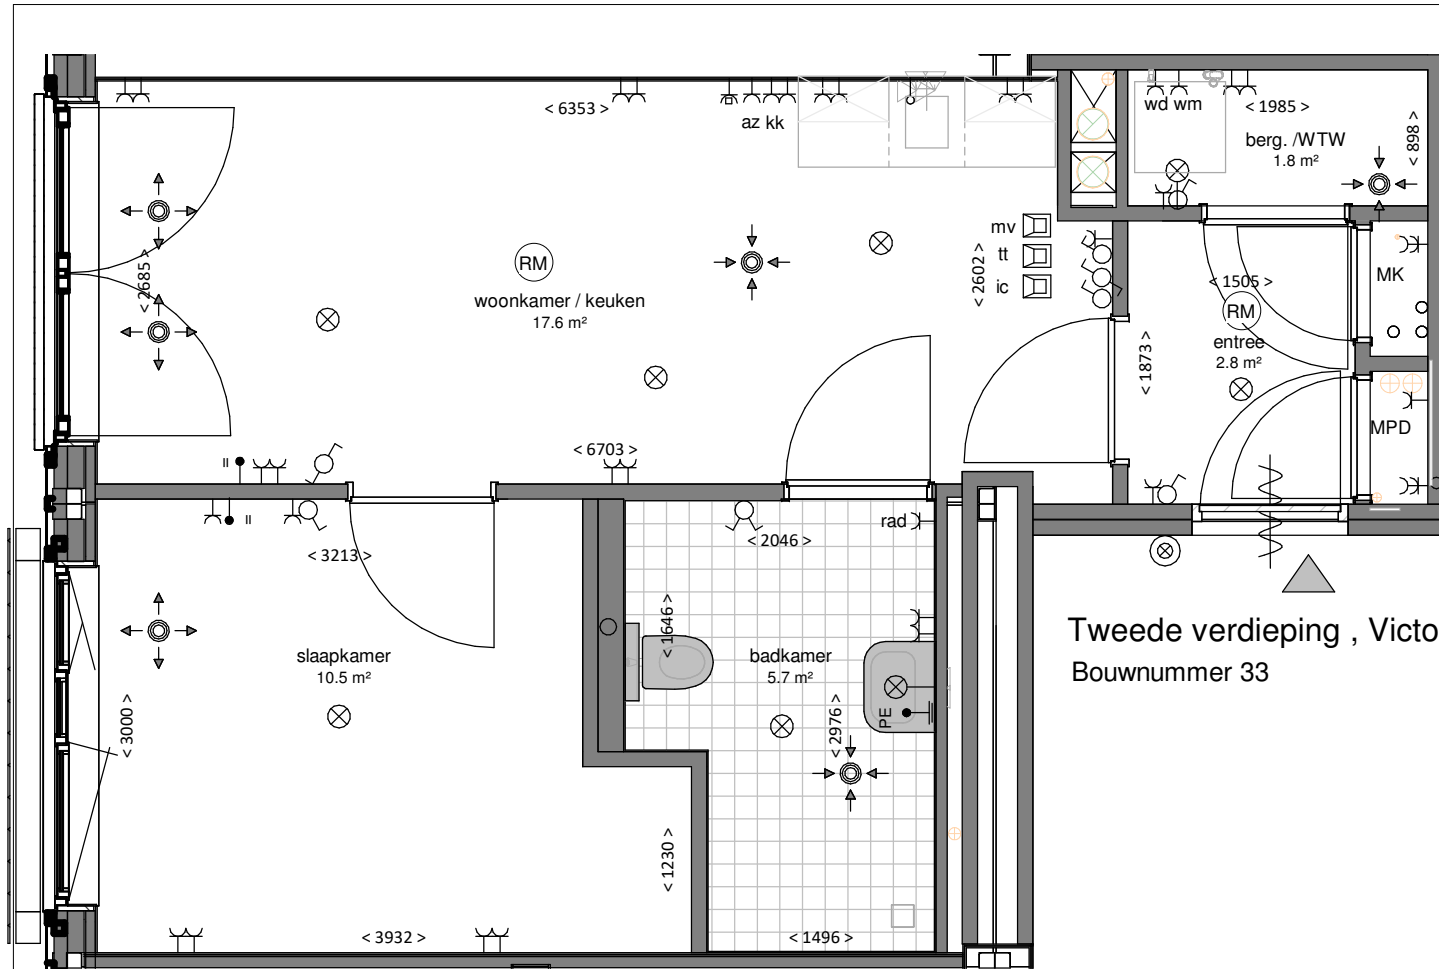 < 6353 >
az kk
wd wm
< 1985 >
berg. /WTW
1.8 m²
< 898 >
mv
tt
ic
< 2602 >
< 2685 >
RM
woonkamer / keuken
17.6 m²
< 1505 >
RM
entree
2.8 m²
MK
< 1873 >
MPD
< 6703 >
II
II
< 3213 >
< 2046 >
rad
< 1646 >
slaapkamer
10.5 m²
badkamer
5.7 m²
PE
< 2976 >
< 3000 >
< 1230 >
< 3932 >
< 1496 >
Tweede verdieping , Victo
Bouwnummer 33